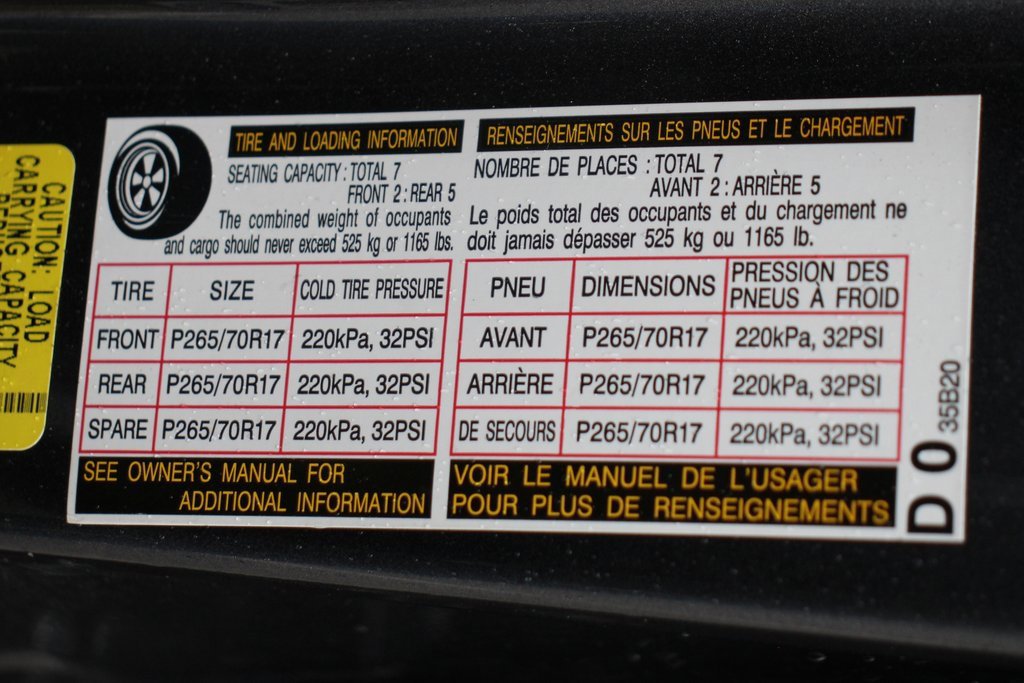 CAUTION: LOAD
CARRYING CAPACITY
TIRE AND LOADING INFORMATION
SEATING CAPACITY : TOTAL 7
FRONT 2 : REAR 5
The combined weight of occupants
and cargo should never exceed 525 kg or 1165 lbs.
TIRE SIZE COLD TIRE PRESSURE
FRONT P265/70R17 220kPa, 32PSI
REAR P265/70R17 220kPa, 32PSI
SPARE P265/70R17 220kPa, 32PSI
SEE OWNER'S MANUAL FOR
ADDITIONAL INFORMATION
RENSEIGNEMENTS SUR LES PNEUS ET LE CHARGEMENT
NOMBRE DE PLACES : TOTAL 7
AVANT 2 : ARRIÈRE 5
Le poids total des occupants et du chargement ne
doit jamais dépasser 525 kg ou 1165 lb.
PNEU DIMENSIONS PRESSION DES
PNEUS À FROID
AVANT P265/70R17 220kPa, 32PSI
ARRIÈRE P265/70R17 220kPa, 32PSI
DE SECOURS P265/70R17 220kPa, 32PSI
VOIR LE MANUEL DE L'USAGER
POUR PLUS DE RENSEIGNEMENTS
D 0
35B20